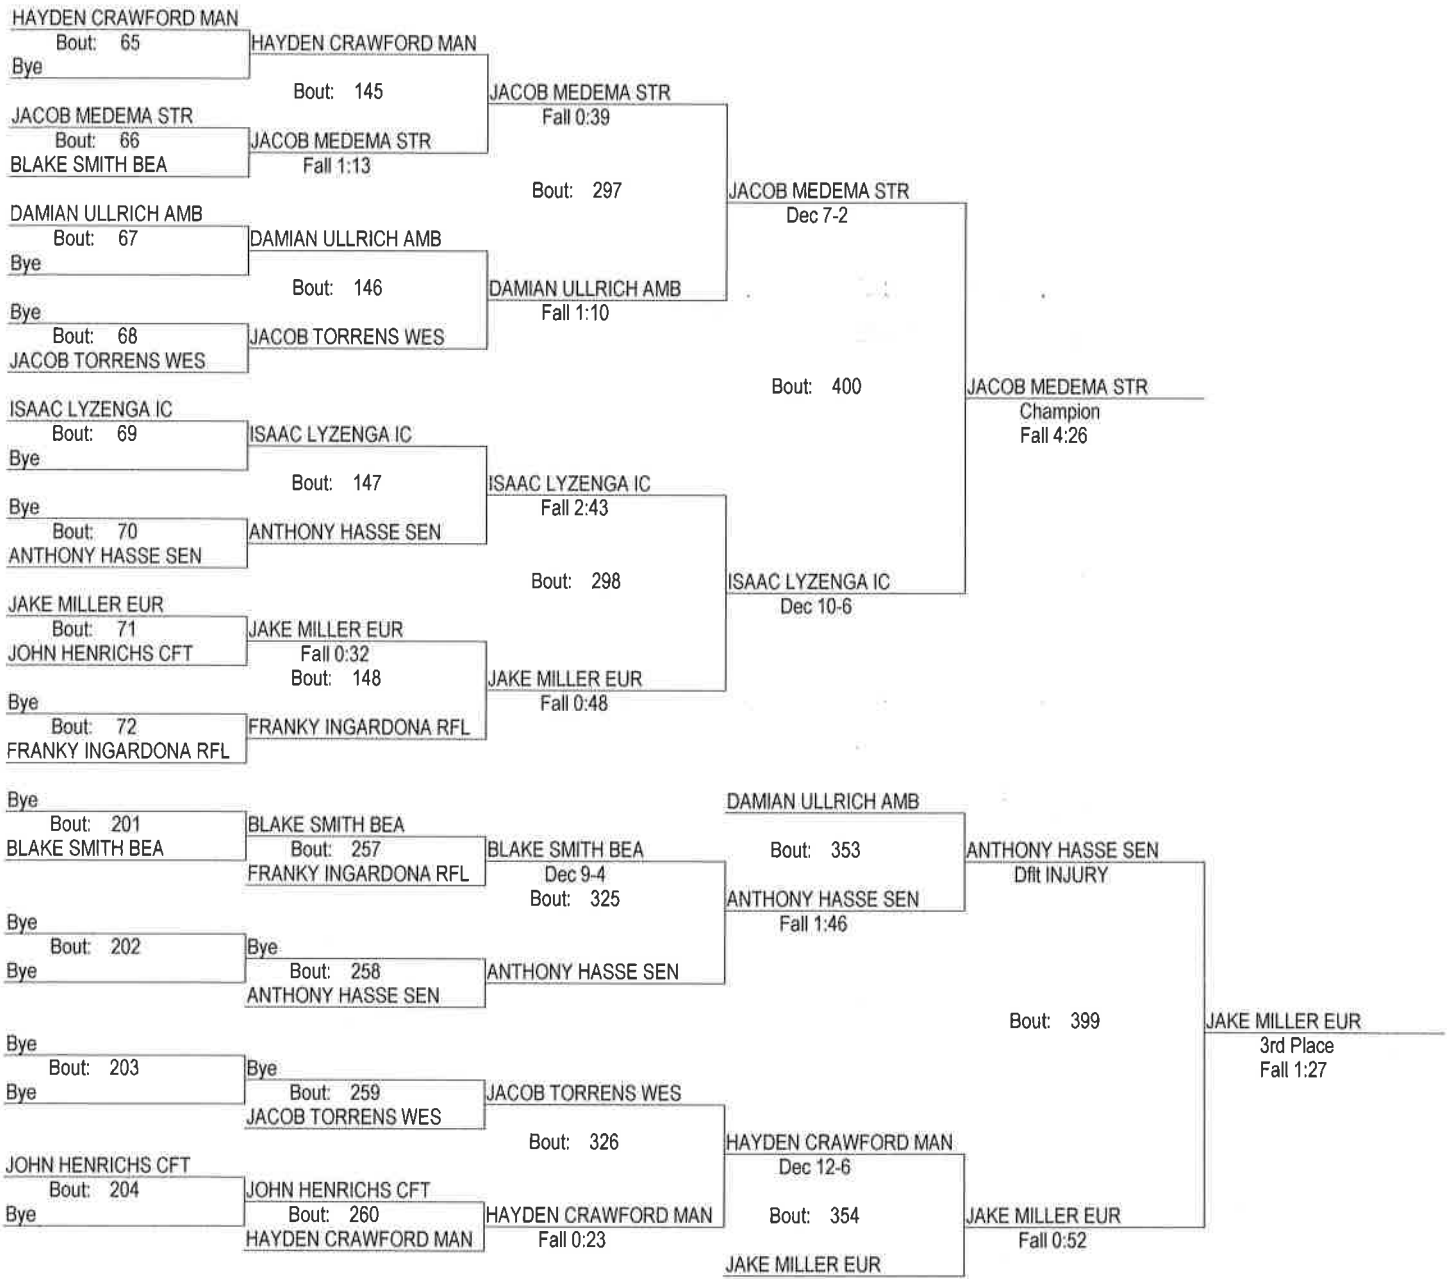 HAYDEN CRAWFORD MAN
Bout: 65
Bye
HAYDEN CRAWFORD MAN
Bout: 145
JACOB MEDEMA STR
Bout: 66
BLAKE SMITH BEA
JACOB MEDEMA STR
Fall 1:13
JACOB MEDEMA STR
Fall 0:39
Bout: 297
DAMIAN ULLRICH AMB
Bout: 67
Bye
DAMIAN ULLRICH AMB
Bout: 146
Bye
Bout: 68
JACOB TORRENS WES
JACOB TORRENS WES
DAMIAN ULLRICH AMB
Fall 1:10
JACOB MEDEMA STR
Dec 7-2
Bout: 400
JACOB MEDEMA STR
Champion
Fall 4:26
ISAAC LYZENGA IC
Bout: 69
Bye
ISAAC LYZENGA IC
Bout: 147
Bye
Bout: 70
ANTHONY HASSE SEN
ANTHONY HASSE SEN
ISAAC LYZENGA IC
Fall 2:43
Bout: 298
JAKE MILLER EUR
Bout: 71
JOHN HENRICHS CFT
JAKE MILLER EUR
Fall 0:32
Bout: 148
Bye
Bout: 72
FRANKY INGARDONA RFL
FRANKY INGARDONA RFL
JAKE MILLER EUR
Fall 0:48
ISAAC LYZENGA IC
Dec 10-6
Bye
Bout: 201
BLAKE SMITH BEA
BLAKE SMITH BEA
Bout: 257
FRANKY INGARDONA RFL
BLAKE SMITH BEA
Dec 9-4
Bout: 325
Bye
Bout: 202
Bye
Bye
Bout: 258
ANTHONY HASSE SEN
ANTHONY HASSE SEN
DAMIAN ULLRICH AMB
Bout: 353
ANTHONY HASSE SEN
Fall 1:46
ANTHONY HASSE SEN
Dflt INJURY
Bout: 399
JAKE MILLER EUR
3rd Place
Fall 1:27
Bye
Bout: 203
Bye
Bye
Bout: 259
JACOB TORRENS WES
JACOB TORRENS WES
Bout: 326
JOHN HENRICHS CFT
Bout: 204
Bye
JOHN HENRICHS CFT
Bout: 260
HAYDEN CRAWFORD MAN
HAYDEN CRAWFORD MAN
Fall 0:23
HAYDEN CRAWFORD MAN
Dec 12-6
Bout: 354
JAKE MILLER EUR
JAKE MILLER EUR
Fall 0:52